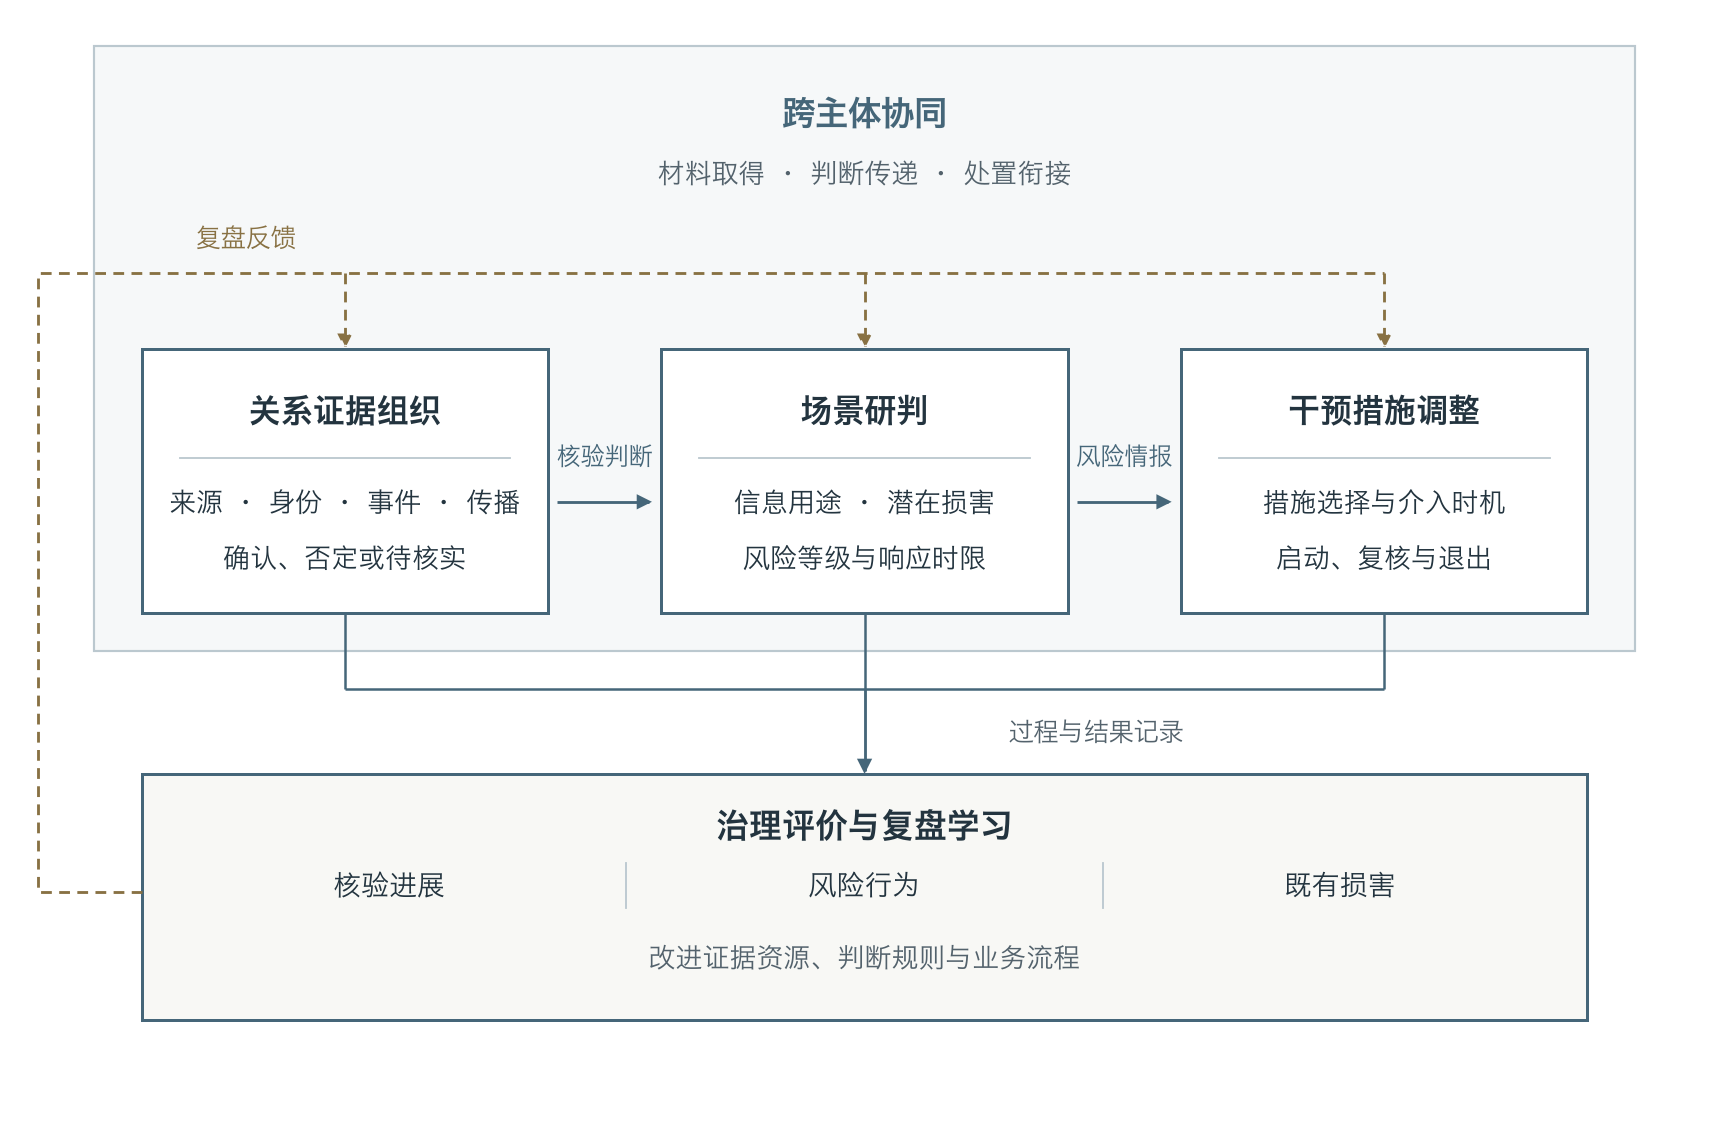 跨主体协同
材料取得 · 判断传递 · 处置衔接
复盘反馈
关系证据组织
来源 · 身份 · 事件 · 传播
确认、否定或待核实
核验判断
场景研判
信息用途 · 潜在损害
风险等级与响应时限
风险情报
干预措施调整
措施选择与介入时机
启动、复核与退出
过程与结果记录
治理评价与复盘学习
核验进展
风险行为
既有损害
改进证据资源、判断规则与业务流程